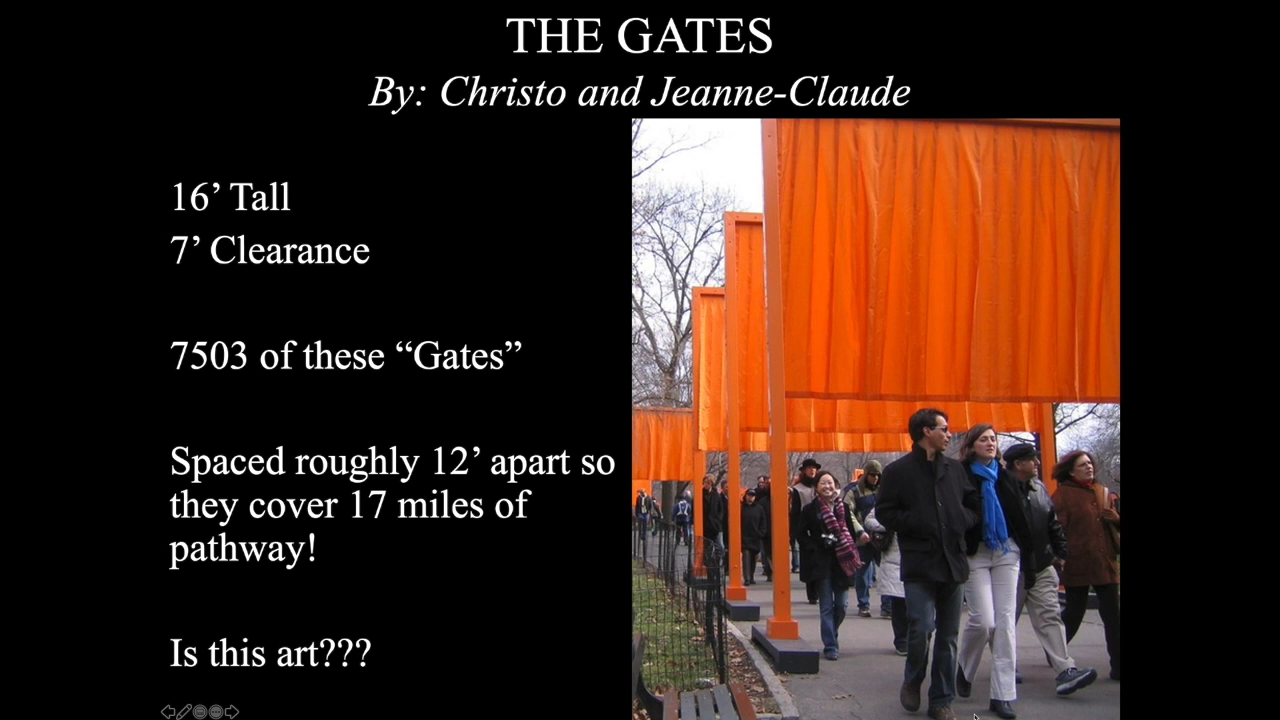 THE GATES
By: Christo and Jeanne-Claude
16’ Tall
7’ Clearance
7503 of these “Gates”
Spaced roughly 12’ apart so
they cover 17 miles of
pathway!
Is this art???